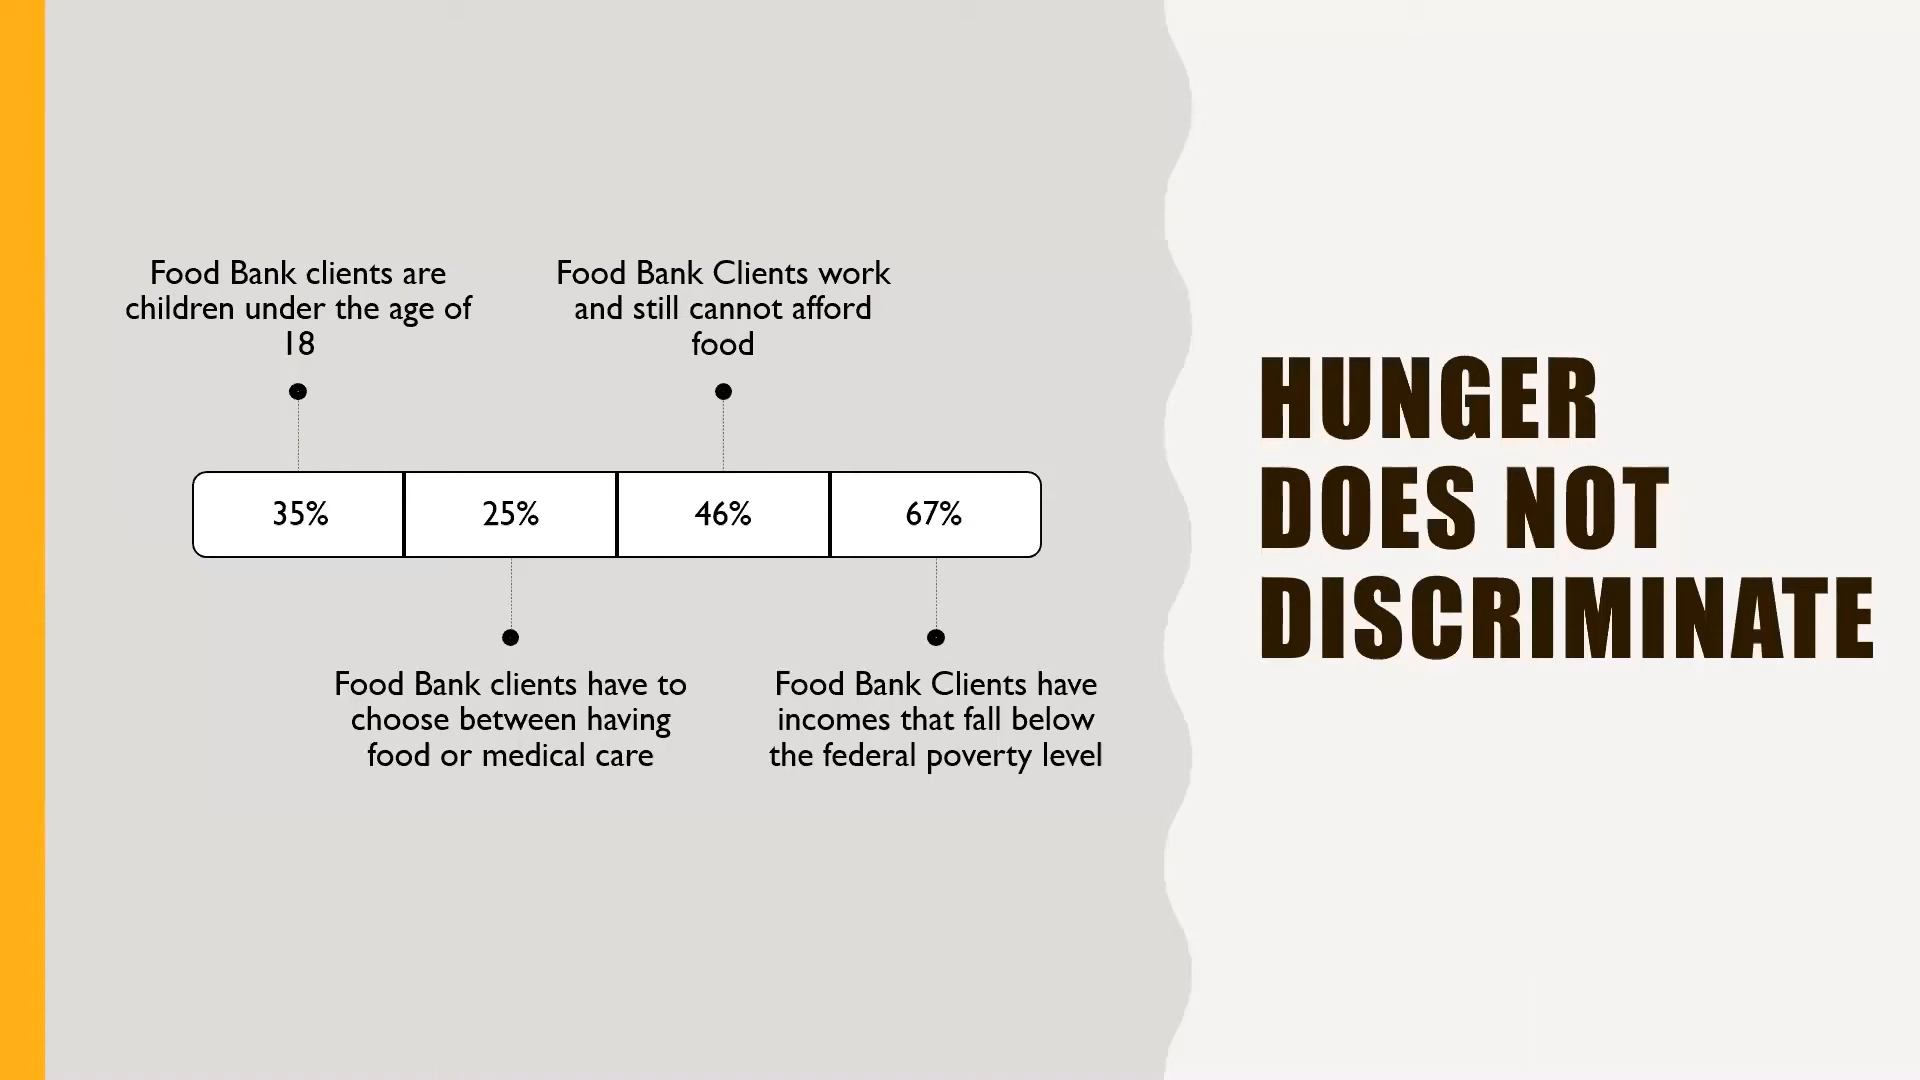 Food Bank clients are
children under the age of
18
Food Bank Clients work
and still cannot afford
food
35%
25%
46%
67%
Food Bank clients have to
choose between having
food or medical care
Food Bank Clients have
incomes that fall below
the federal poverty level
HUNGER
DOES NOT
DISCRIMINATE